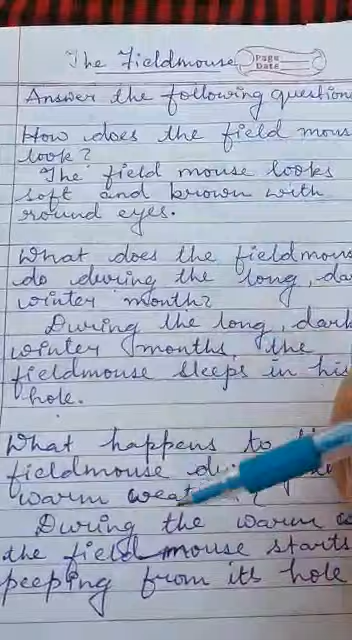 The Fieldmouse
Page
Date
Answer the following question
How does the field mous
look?
The field mouse looks
soft and brown with
round eyes.
What does the fieldmous
do during the long, da
winter month?
During the long, dark
winter months, the
fieldmouse sleeps in his
hole.
What happens to
fieldmouse
warm
During the warm
the field mouse starts
peeping from its hole